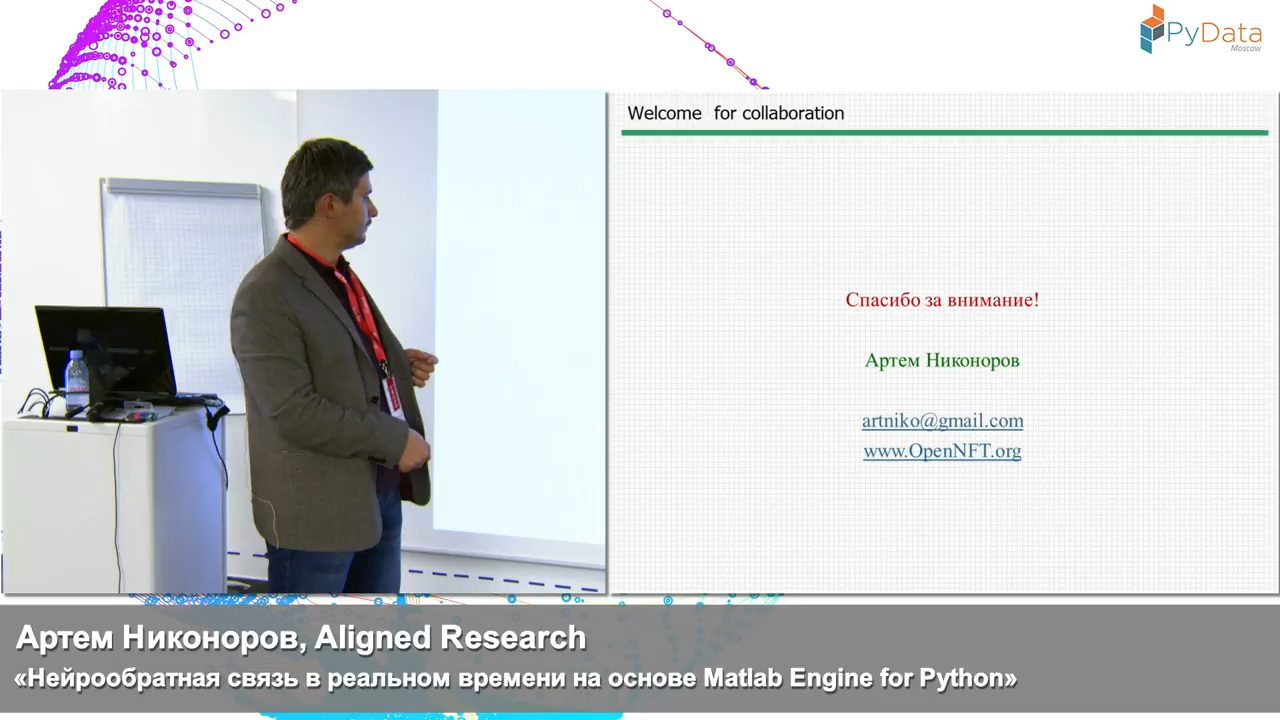 PyData
Moscow
Welcome for collaboration
Спасибо за внимание!
Артем Никоноров
artniko@gmail.com
www.OpenNFT.org
Артем Никоноров, Aligned Research
«Нейрообратная связь в реальном времени на основе Matlab Engine for Python»